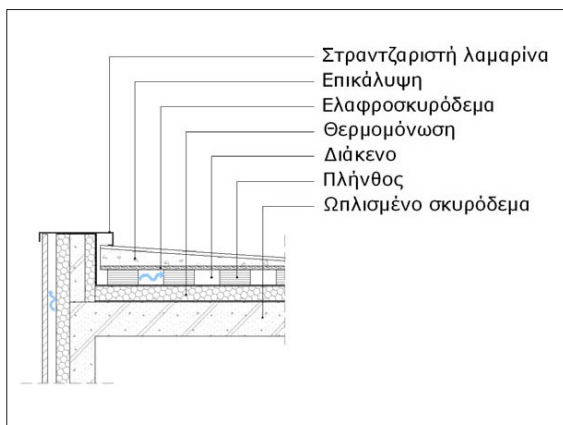 Στραντζαριστή λαμαρίνα
Επικάλυψη
Ελαφροσκυρόδεμα
Θερμομόνωση
Διάκενο
Πλήνθος
Ωπλισμένο σκυρόδεμα